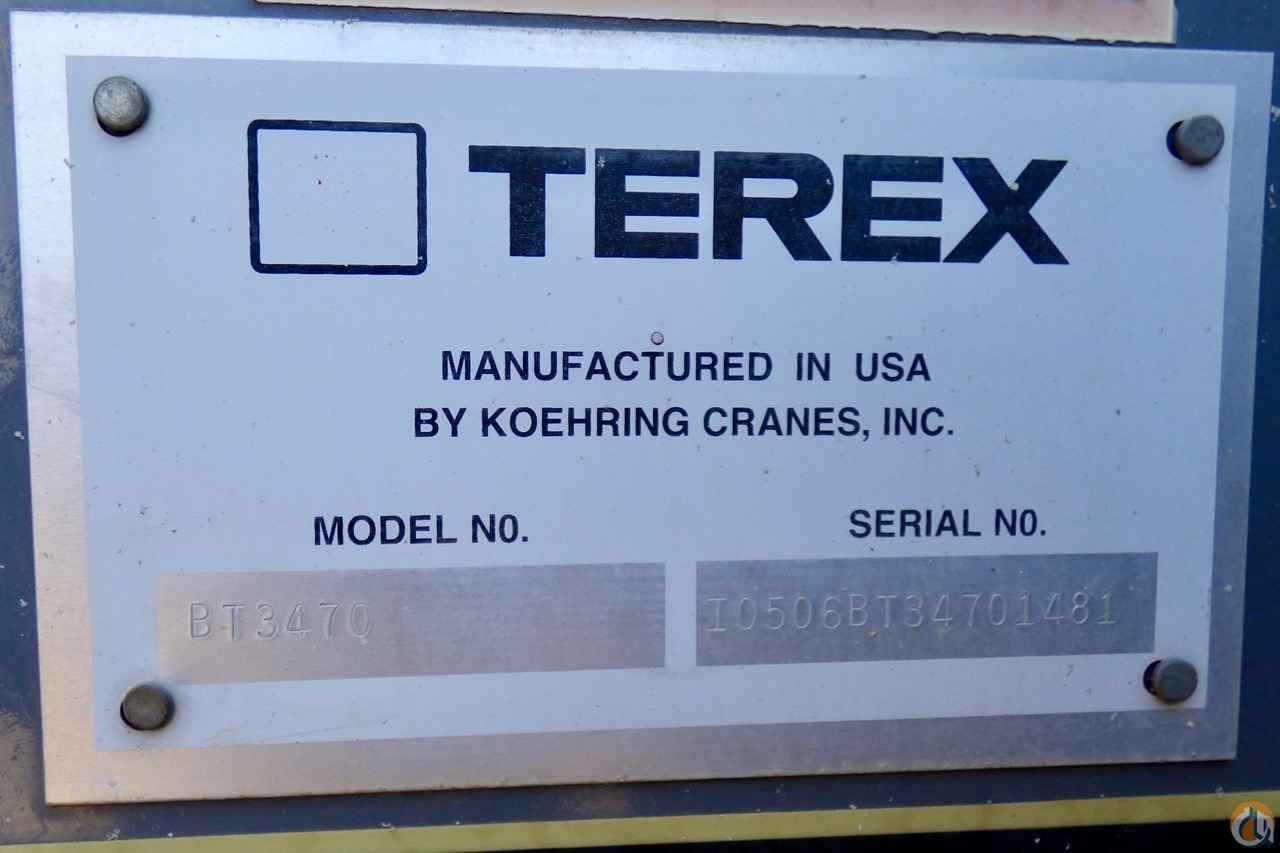 TEREX
MANUFACTURED IN USA
BY KOEHRING CRANES, INC.
MODEL NO. SERIAL NO.
BT3470 I0506BT34701481